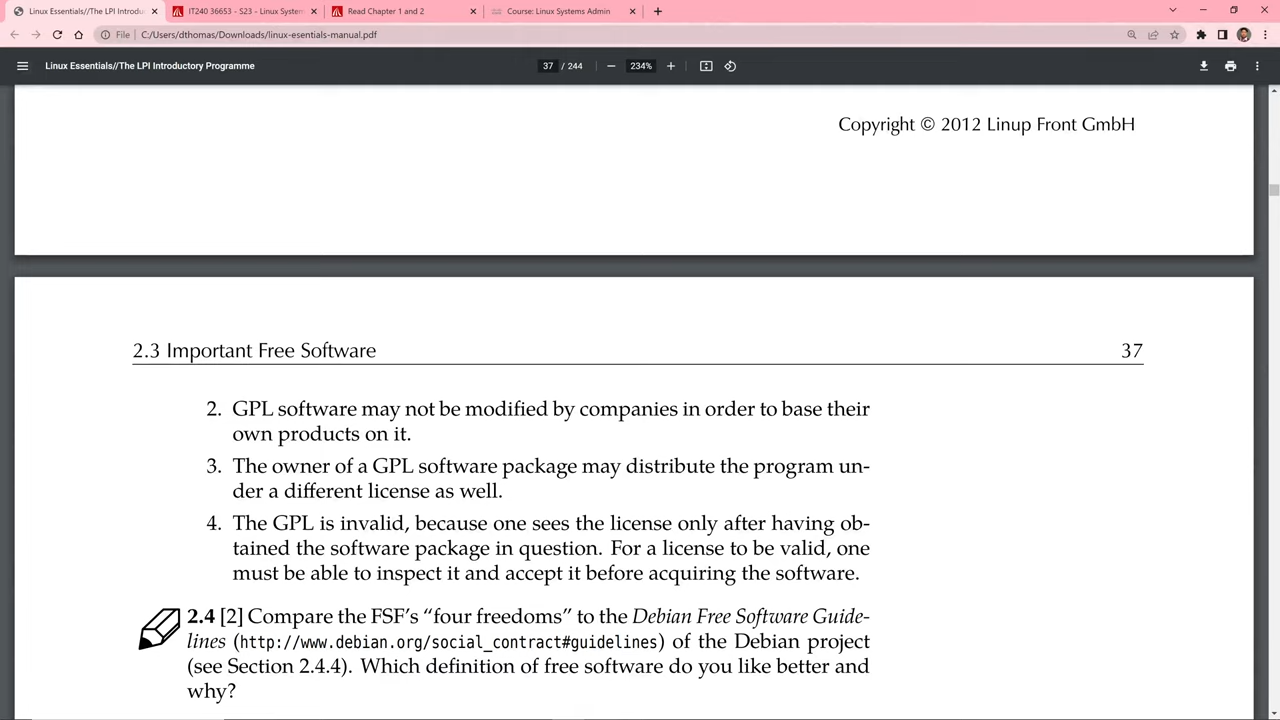 Linux Essentials//The LPI Introdu
IT240 36653 - S23 - Linux System
Read Chapter 1 and 2
Course: Linux Systems Admin
File
C:/Users/dthomas/Downloads/linux-esentials-manual.pdf
Linux Essentials//The LPI Introductory Programme
37 / 244
234%
Copyright © 2012 Linup Front GmbH
2.3 Important Free Software
37
2. GPL software may not be modified by companies in order to base their
own products on it.
3. The owner of a GPL software package may distribute the program un-
der a different license as well.
4. The GPL is invalid, because one sees the license only after having ob-
tained the software package in question. For a license to be valid, one
must be able to inspect it and accept it before acquiring the software.
2.4 [2] Compare the FSF's “four freedoms” to the Debian Free Software Guide-
lines (http://www.debian.org/social_contract#guidelines) of the Debian project
(see Section 2.4.4). Which definition of free software do you like better and
why?